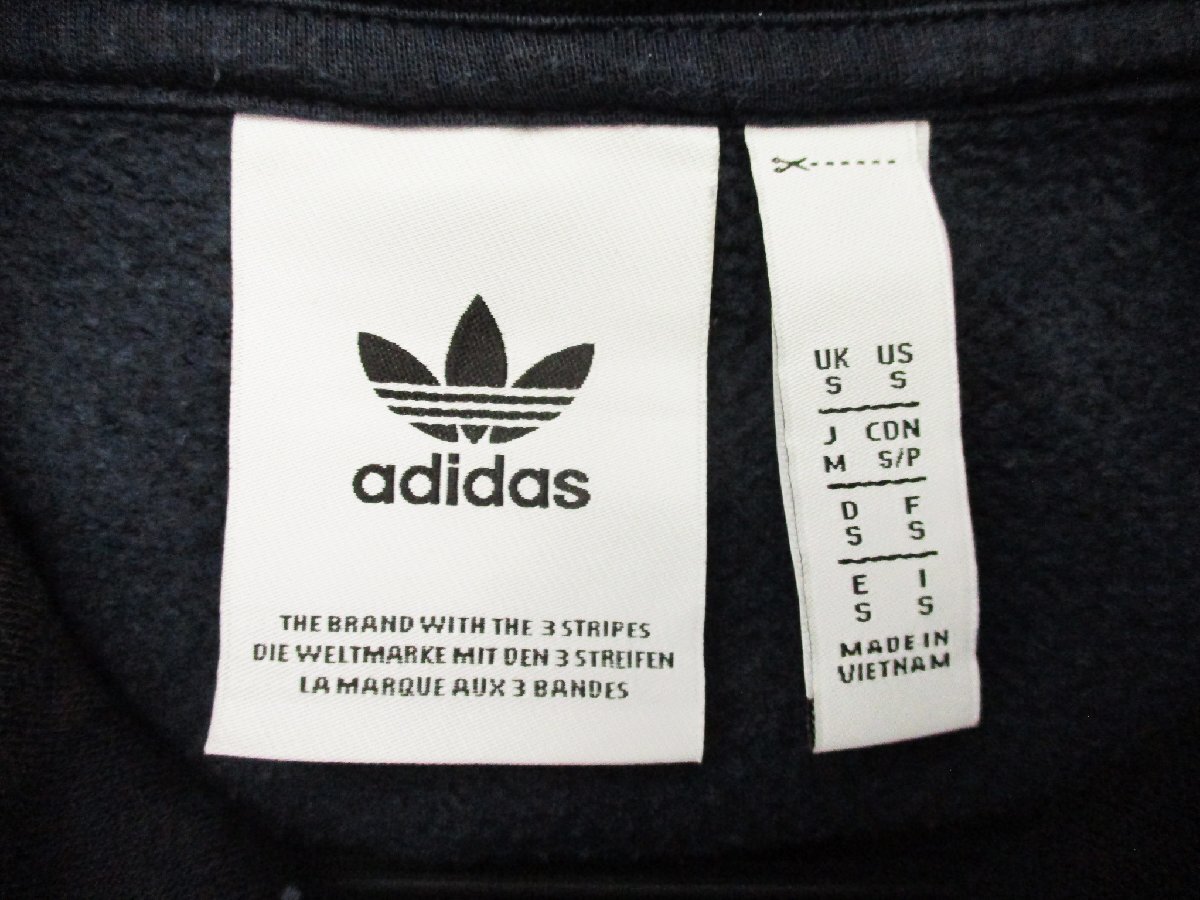 adidas
THE BRAND WITH THE 3 STRIPES
DIE WELTMARKE MIT DEN 3 STREIFEN
LA MARQUE AUX 3 BANDES
UK US
S S
J CDN
M S/P
D F
S S
E I
S S
MADE IN
VIETNAM